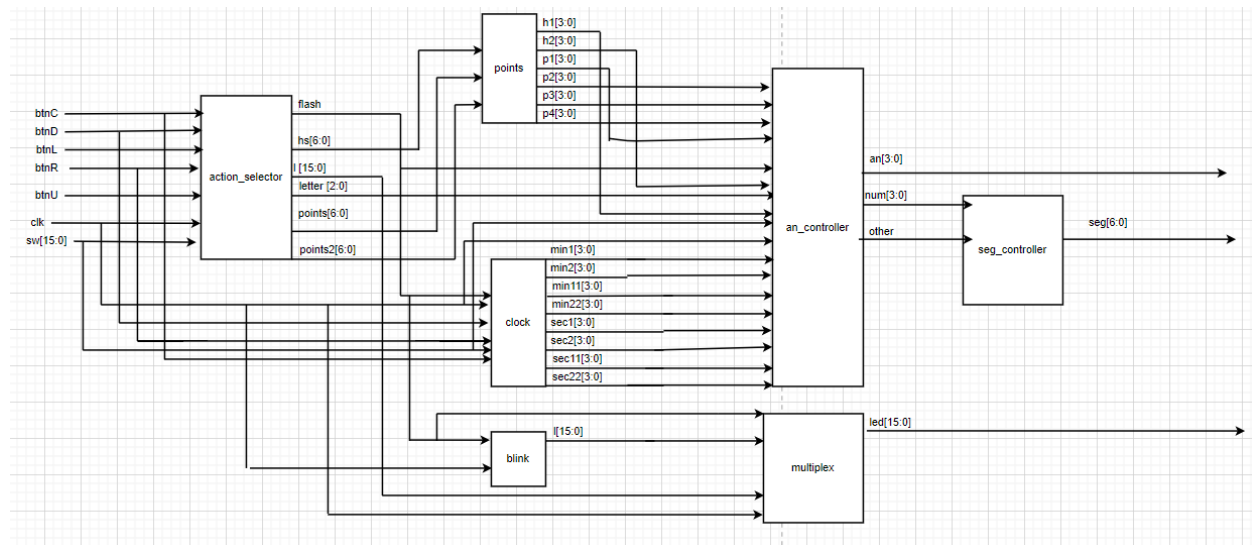 btnC
btnD
btnL
btnR
btnU
clk
sw[15:0]
action_selector
flash
hs[6:0]
l [15:0]
letter [2:0]
points[6:0]
points2[6:0]
points
h1[3:0]
h2[3:0]
p1[3:0]
p2[3:0]
p3[3:0]
p4[3:0]
clock
min1[3:0]
min2[3:0]
min11[3:0]
min22[3:0]
sec1[3:0]
sec2[3:0]
sec11[3:0]
sec22[3:0]
blink
l[15:0]
an_controller
an[3:0]
num[3:0]
other
seg_controller
seg[6:0]
multiplex
led[15:0]